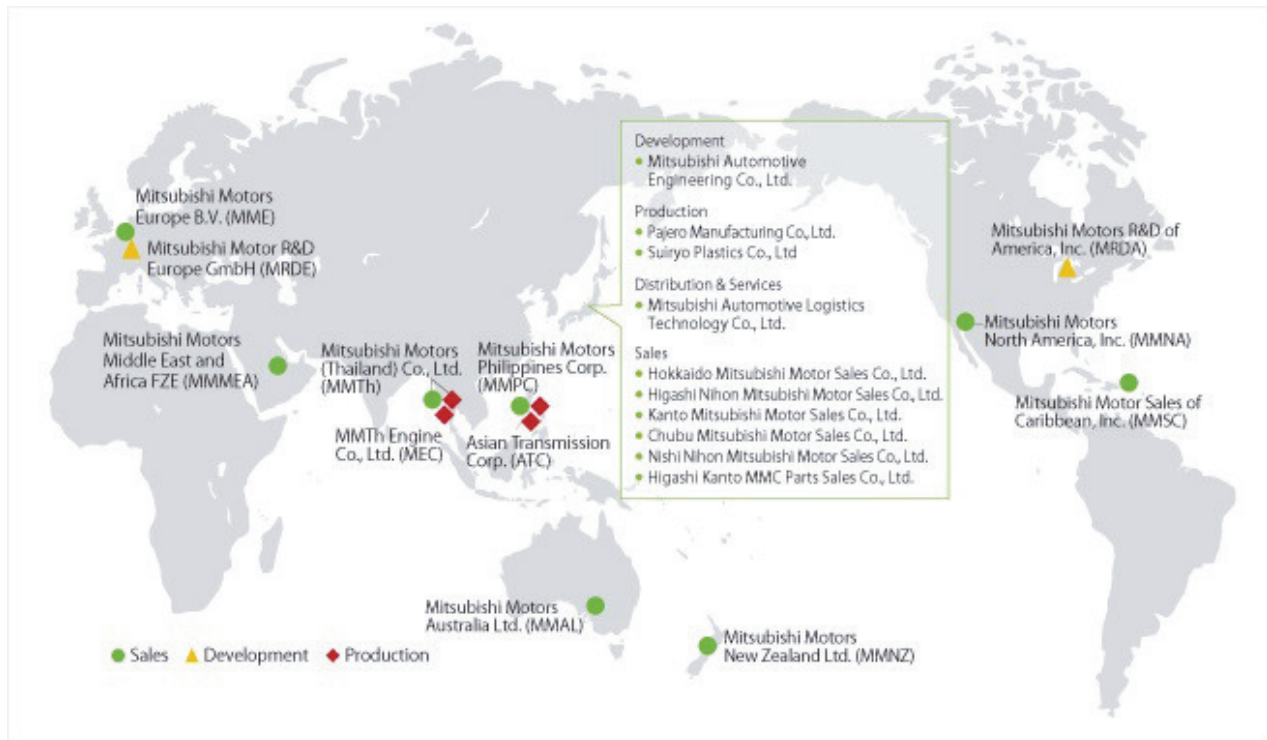 Mitsubishi Motors
Europe B.V. (MME)
Mitsubishi Motor R&D
Europe GmbH (MRDE)
Mitsubishi Motors
Middle East and
Africa FZE (MMMEA)
Mitsubishi Motors
(Thailand) Co., Ltd.
(MMTh)
MMTh Engine
Co., Ltd. (MEC)
Mitsubishi Motors
Philippines Corp.
(MMPC)
Asian Transmission
Corp. (ATC)
Development
• Mitsubishi Automotive
Engineering Co., Ltd.
Production
• Pajero Manufacturing Co., Ltd.
• Suiryo Plastics Co., Ltd
Distribution & Services
• Mitsubishi Automotive Logistics
Technology Co., Ltd.
Sales
• Hokkaido Mitsubishi Motor Sales Co., Ltd.
• Higashi Nihon Mitsubishi Motor Sales Co., Ltd.
• Kanto Mitsubishi Motor Sales Co., Ltd.
• Chubu Mitsubishi Motor Sales Co., Ltd.
• Nishi Nihon Mitsubishi Motor Sales Co., Ltd.
• Higashi Kanto MMC Parts Sales Co., Ltd.
Mitsubishi Motors R&D of
America, Inc. (MRDA)
Mitsubishi Motors
North America, Inc. (MMNA)
Mitsubishi Motor Sales of
Caribbean, Inc. (MMSC)
Mitsubishi Motors
Australia Ltd. (MMAL)
Mitsubishi Motors
New Zealand Ltd. (MMNZ)
Sales Development Production